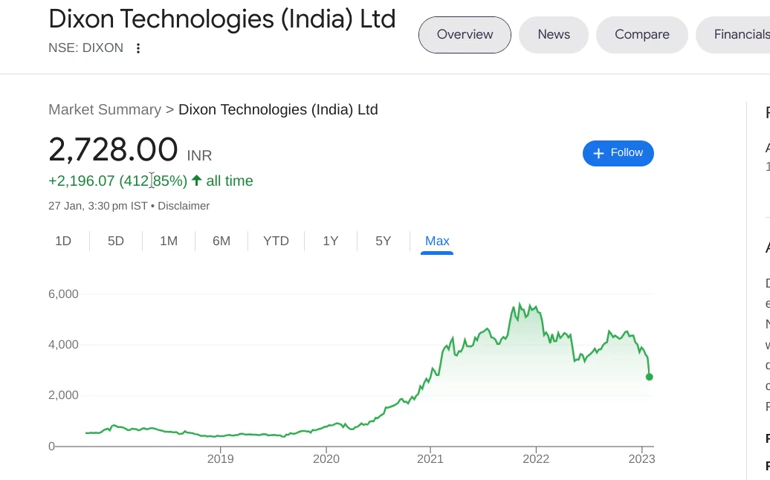 Dixon Technologies (India) Ltd
NSE: DIXON
Overview
News
Compare
Financials
Market Summary > Dixon Technologies (India) Ltd
2,728.00 INR
+ Follow
+2,196.07 (412.85%) ↑ all time
27 Jan, 3:30 pm IST • Disclaimer
1D 5D 1M 6M YTD 1Y 5Y Max
6,000
4,000
2,000
0
2019 2020 2021 2022 2023